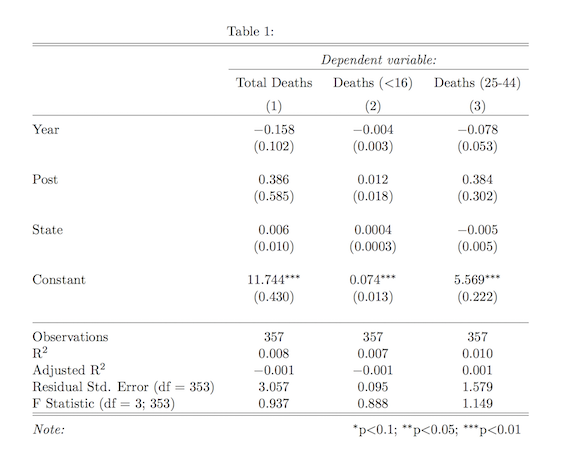 Table 1:
Dependent variable:
Total Deaths Deaths (<16) Deaths (25-44)
(1) (2) (3)
Year −0.158 −0.004 −0.078
(0.102) (0.003) (0.053)
Post 0.386 0.012 0.384
(0.585) (0.018) (0.302)
State 0.006 0.0004 −0.005
(0.010) (0.0003) (0.005)
Constant 11.744*** 0.074*** 5.569***
(0.430) (0.013) (0.222)
Observations 357 357 357
R² 0.008 0.007 0.010
Adjusted R² −0.001 −0.001 0.001
Residual Std. Error (df = 353) 3.057 0.095 1.579
F Statistic (df = 3; 353) 0.937 0.888 1.149
Note: *p<0.1; **p<0.05; ***p<0.01